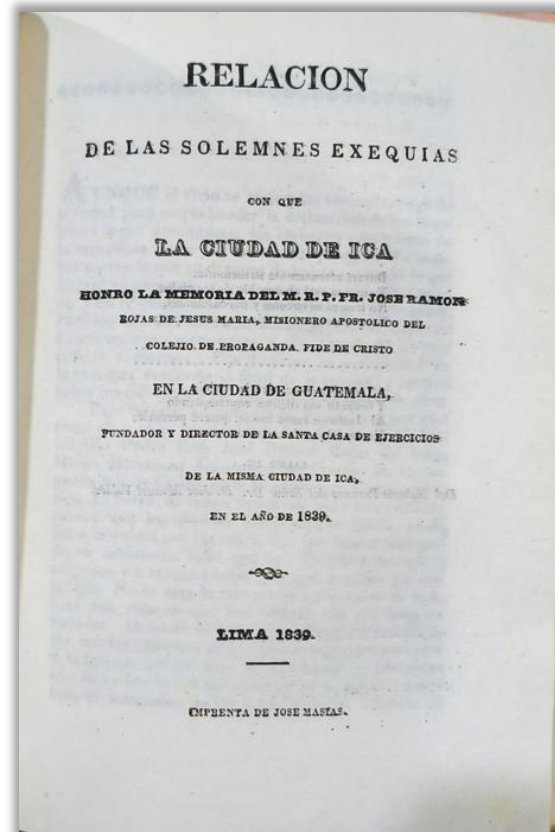 RELACION
DE LAS SOLEMNES EXEQUIAS
CON QUE
LA CIUDAD DE ICA
HONRO LA MEMORIA DEL M. R. P. FR. JOSE RAMON
ROJAS DE JESUS MARIA, MISIONERO APOSTOLICO DEL
COLEJIO DE PROPAGANDA FIDE DE CRISTO
EN LA CIUDAD DE GUATEMALA,
FUNDADOR Y DIRECTOR DE LA SANTA CASA DE EJERCICIOS
DE LA MISMA CIUDAD DE ICA,
EN EL AÑO DE 1839.
LIMA 1839.
IMPRENTA DE JOSE MASIAS.